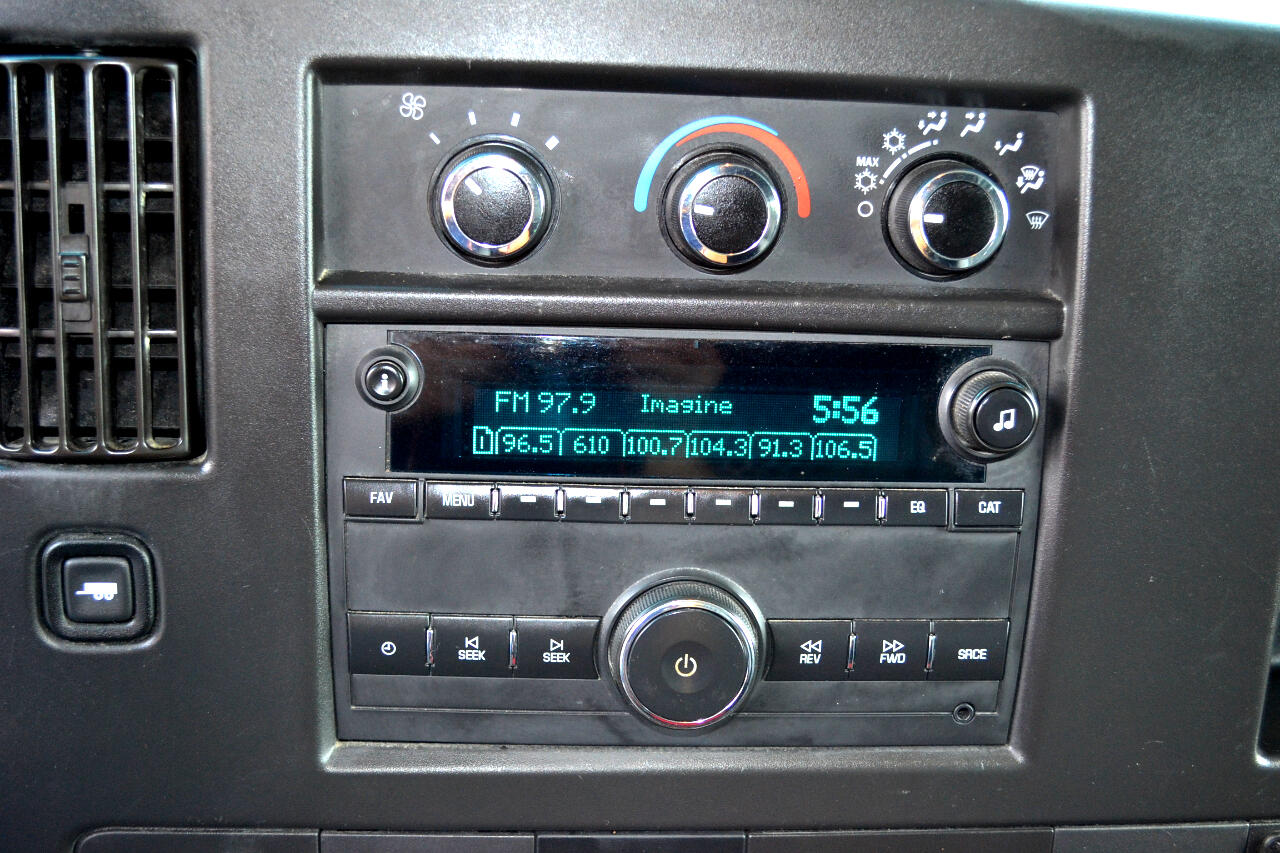 MAX
FM 97.9 Imagine 5:56
1 96.5 610 100.7 104.3 91.3 106.5
FAV MENU EQ CAT
SEEK SEEK REV FWD SRCE